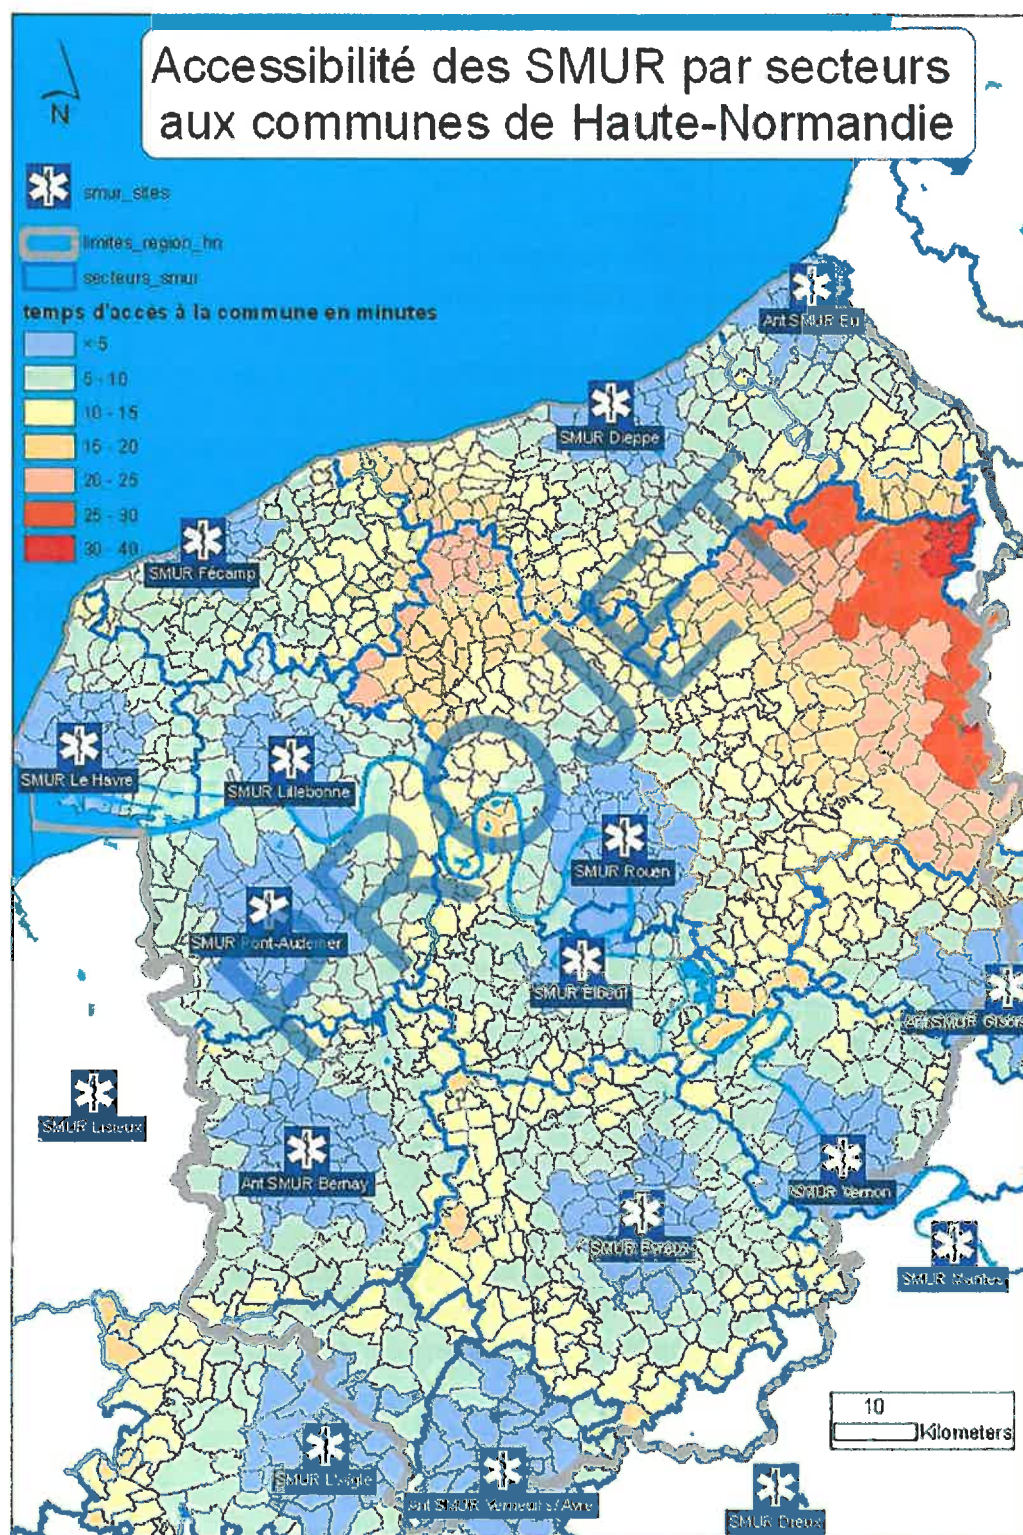 Accessibilité des SMUR par secteurs
aux communes de Haute-Normandie
N
smur_sites
limites_region_hn
secteurs_smur
temps d'accès à la commune en minutes
< 5
5 - 10
10 - 15
15 - 20
20 - 25
25 - 30
30 - 40
Ant SMUR Eu
SMUR Dieppe
SMUR Fécamp
SMUR Le Havre
SMUR Lillebonne
SMUR Rouen
SMUR Pont-Audemer
SMUR Elbeuf
Ant SMUR Gisors
SMUR Lisieux
Ant SMUR Bernay
SMUR Vernon
SMUR Evreux
SMUR Mantes
SMUR L'Aigle
Ant SMUR Verneuil s/ Avre
SMUR Dreux
10
Kilometers
PROJET